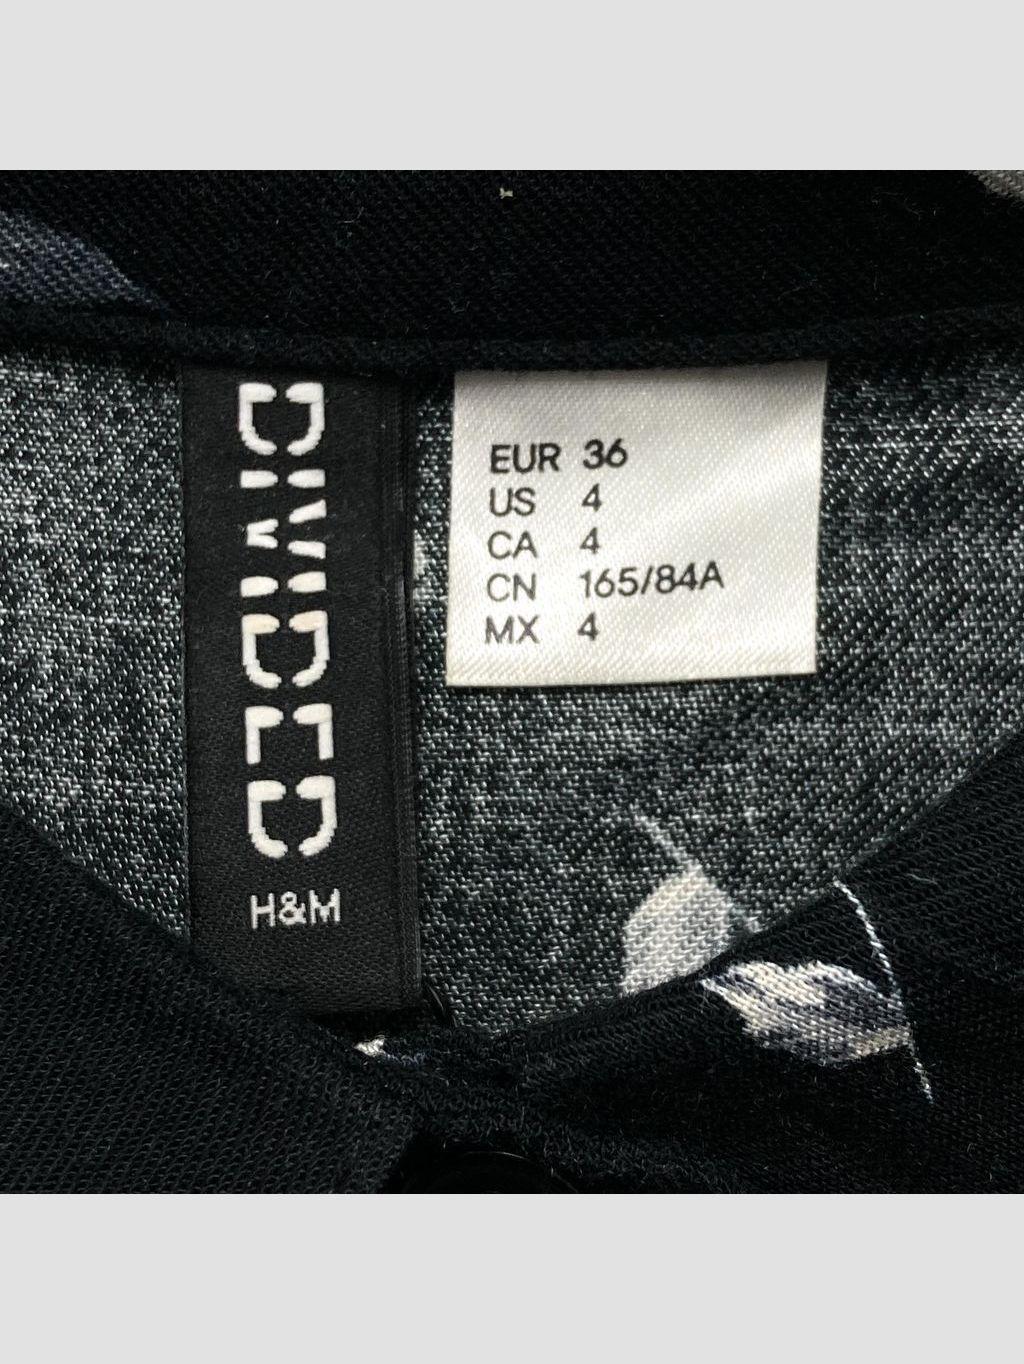 DIVIDED
H&M
EUR 36
US 4
CA 4
CN 165/84A
MX 4